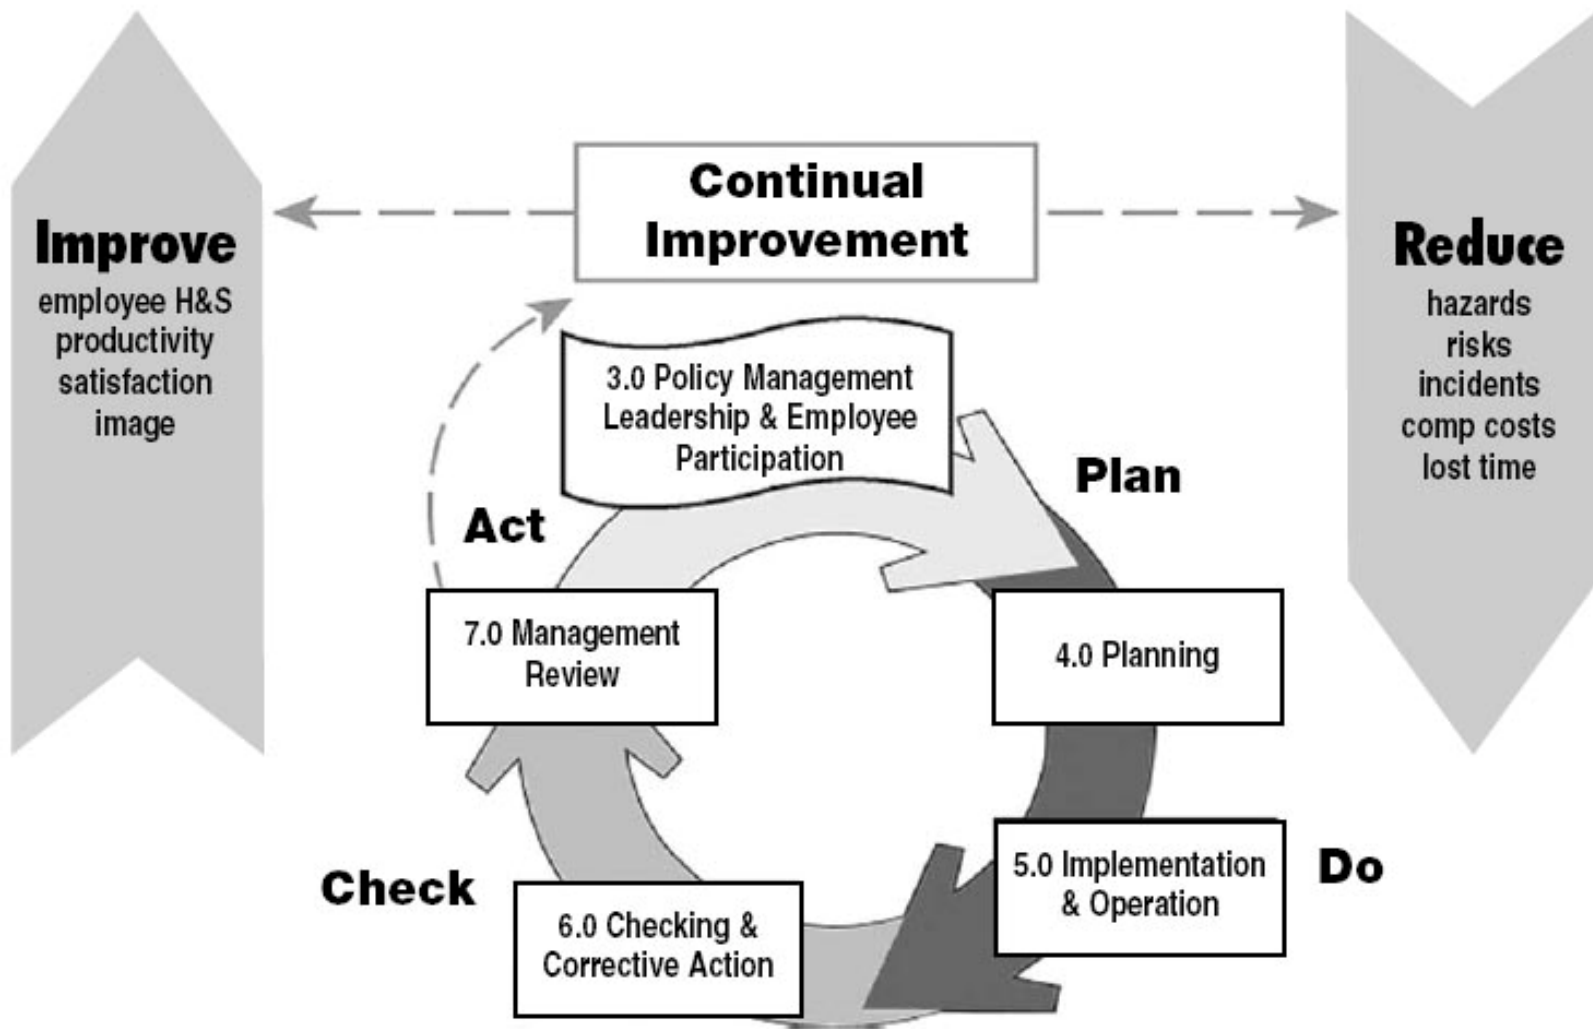 Continual
Improvement
Improve
employee H&S
productivity
satisfaction
image
Reduce
hazards
risks
incidents
comp costs
lost time
3.0 Policy Management
Leadership & Employee
Participation
Plan
Act
7.0 Management
Review
4.0 Planning
5.0 Implementation
& Operation
Do
Check
6.0 Checking &
Corrective Action